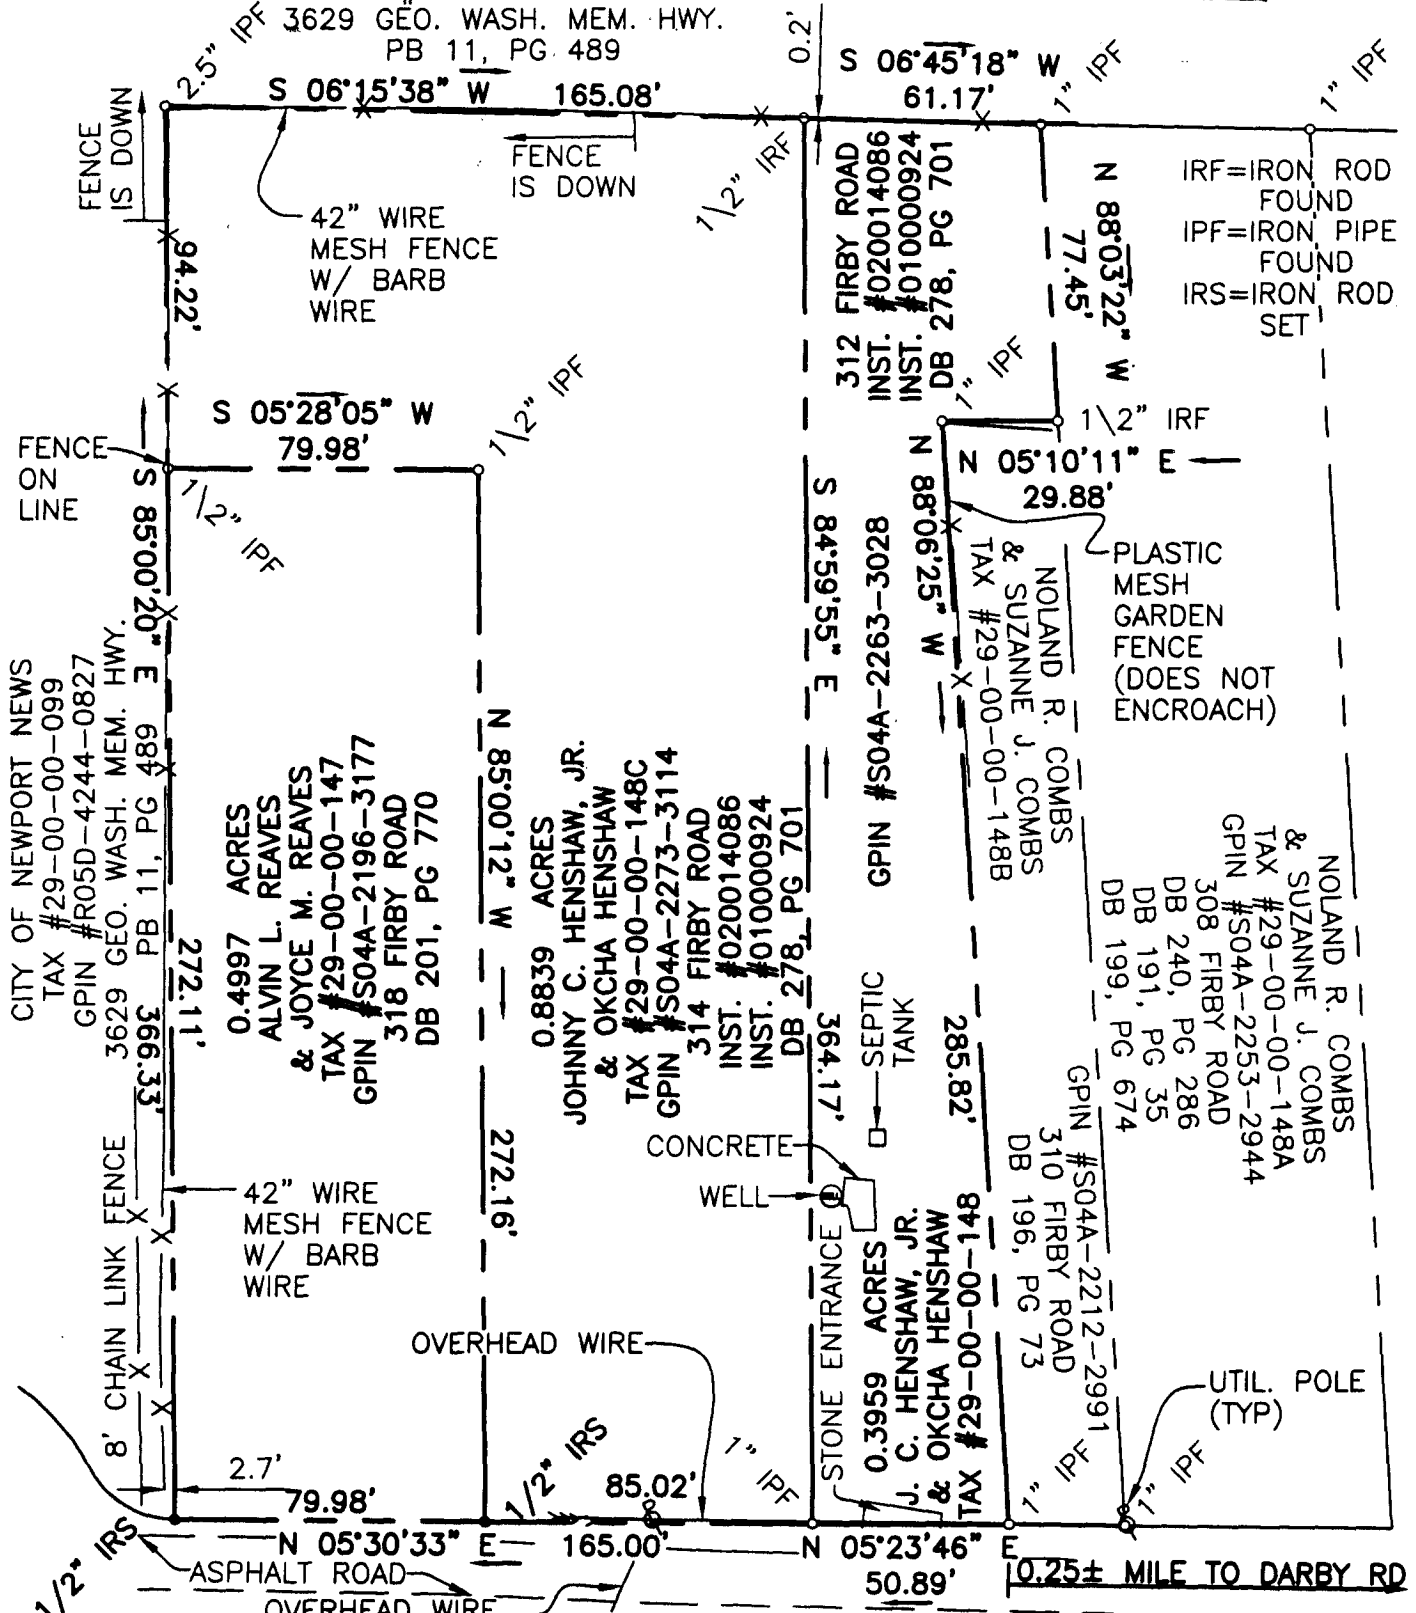 3629 GEO. WASH. MEM. HWY.
PB 11, PG 489
2.5" IPF
S 06°15'38" W 165.08'
0.2'
S 06°45'18" W
61.17'
1" IPF
1" IPF
FENCE
IS DOWN
FENCE
IS DOWN
1/2" IRF
42" WIRE
MESH FENCE
W/ BARB
WIRE
94.22'
312 FIRBY ROAD
INST. #020014086
INST. #010000924
DB 278, PG 701
N 88°03'22" W
77.45'
IRF=IRON ROD
FOUND
IPF=IRON PIPE
FOUND
IRS=IRON ROD
SET
S 05°28'05" W
79.98'
1/2" IPF
1" IPF
1\2" IRF
N 05°10'11" E
29.88'
FENCE
ON
LINE
1/2" IPF
PLASTIC
MESH
GARDEN
FENCE
(DOES NOT
ENCROACH)
S 85°00'20" E 366.33'
272.11'
CITY OF NEWPORT NEWS
TAX #29-00-00-099
GPIN #R05D-4244-0827
3629 GEO. WASH. MEM. HWY.
PB 11, PG 489
0.4997 ACRES
ALVIN L. REAVES
& JOYCE M. REAVES
TAX #29-00-00-147
GPIN #S04A-2196-3177
318 FIRBY ROAD
DB 201, PG 770
N 85°00'12" W 272.16'
0.8839 ACRES
JOHNNY C. HENSHAW, JR.
& OKCHA HENSHAW
TAX #29-00-00-148C
GPIN #S04A-2273-3114
314 FIRBY ROAD
INST. #020014086
INST. #010000924
DB 278, PG 701
S 84°59'55" E 364.17'
GPIN #S04A-2263-3028
N 88°06'25" W 285.82'
NOLAND R. COMBS
& SUZANNE J. COMBS
TAX #29-00-00-148B
GPIN #S04A-2212-2991
310 FIRBY ROAD
DB 196, PG 73
NOLAND R. COMBS
& SUZANNE J. COMBS
TAX #29-00-00-148A
GPIN #S04A-2253-2944
308 FIRBY ROAD
DB 240, PG 286
DB 191, PG 35
DB 199, PG 674
SEPTIC
TANK
CONCRETE
WELL
STONE ENTRANCE
0.3959 ACRES
J. C. HENSHAW, JR.
& OKCHA HENSHAW
TAX #29-00-00-148
8' CHAIN LINK FENCE
42" WIRE
MESH FENCE
W/ BARB
WIRE
OVERHEAD WIRE
UTIL. POLE
(TYP)
2.7'
79.98'
1/2" IRS
85.02'
1" IPF
1" IPF
1" IPF
1/2" IRS
N 05°30'33" E 165.00'
N 05°23'46" E
50.89'
0.25± MILE TO DARBY RD
ASPHALT ROAD
OVERHEAD WIRE